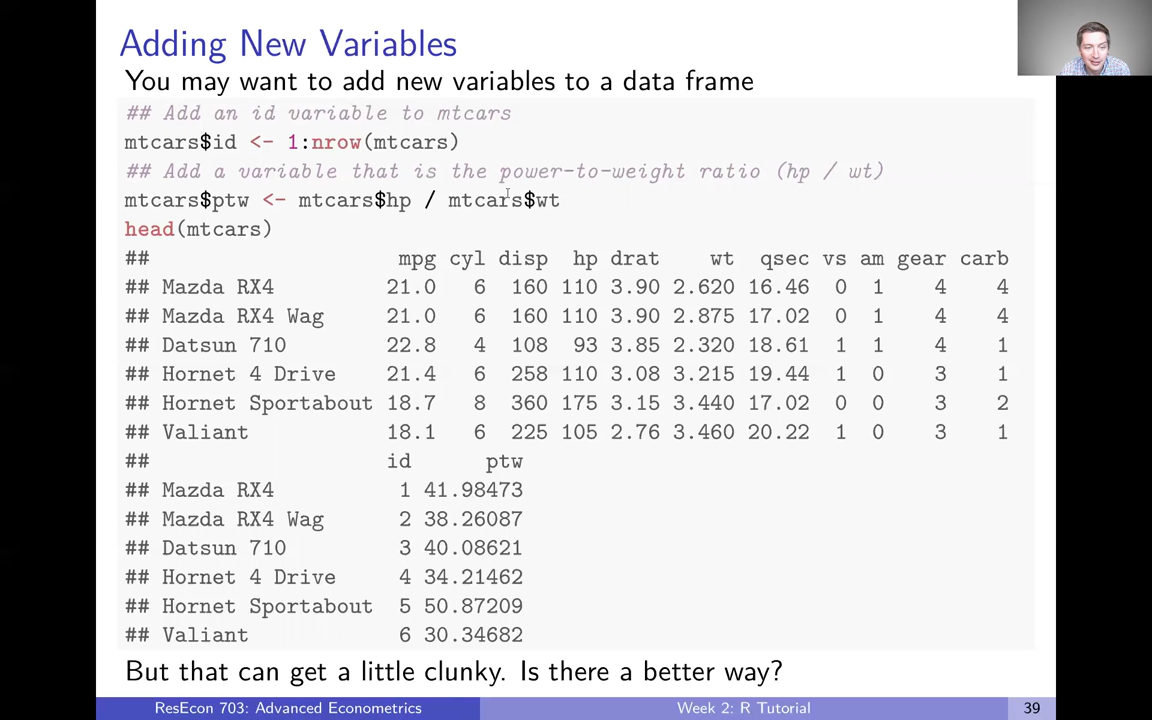 Adding New Variables
You may want to add new variables to a data frame
## Add an id variable to mtcars
mtcars$id <- 1:nrow(mtcars)
## Add a variable that is the power-to-weight ratio (hp / wt)
mtcars$ptw <- mtcars$hp / mtcars$wt
head(mtcars)
## mpg cyl disp hp drat wt qsec vs am gear carb
## Mazda RX4 21.0 6 160 110 3.90 2.620 16.46 0 1 4 4
## Mazda RX4 Wag 21.0 6 160 110 3.90 2.875 17.02 0 1 4 4
## Datsun 710 22.8 4 108 93 3.85 2.320 18.61 1 1 4 1
## Hornet 4 Drive 21.4 6 258 110 3.08 3.215 19.44 1 0 3 1
## Hornet Sportabout 18.7 8 360 175 3.15 3.440 17.02 0 0 3 2
## Valiant 18.1 6 225 105 2.76 3.460 20.22 1 0 3 1
## id ptw
## Mazda RX4 1 41.98473
## Mazda RX4 Wag 2 38.26087
## Datsun 710 3 40.08621
## Hornet 4 Drive 4 34.21462
## Hornet Sportabout 5 50.87209
## Valiant 6 30.34682
But that can get a little clunky. Is there a better way?
ResEcon 703: Advanced Econometrics Week 2: R Tutorial 39